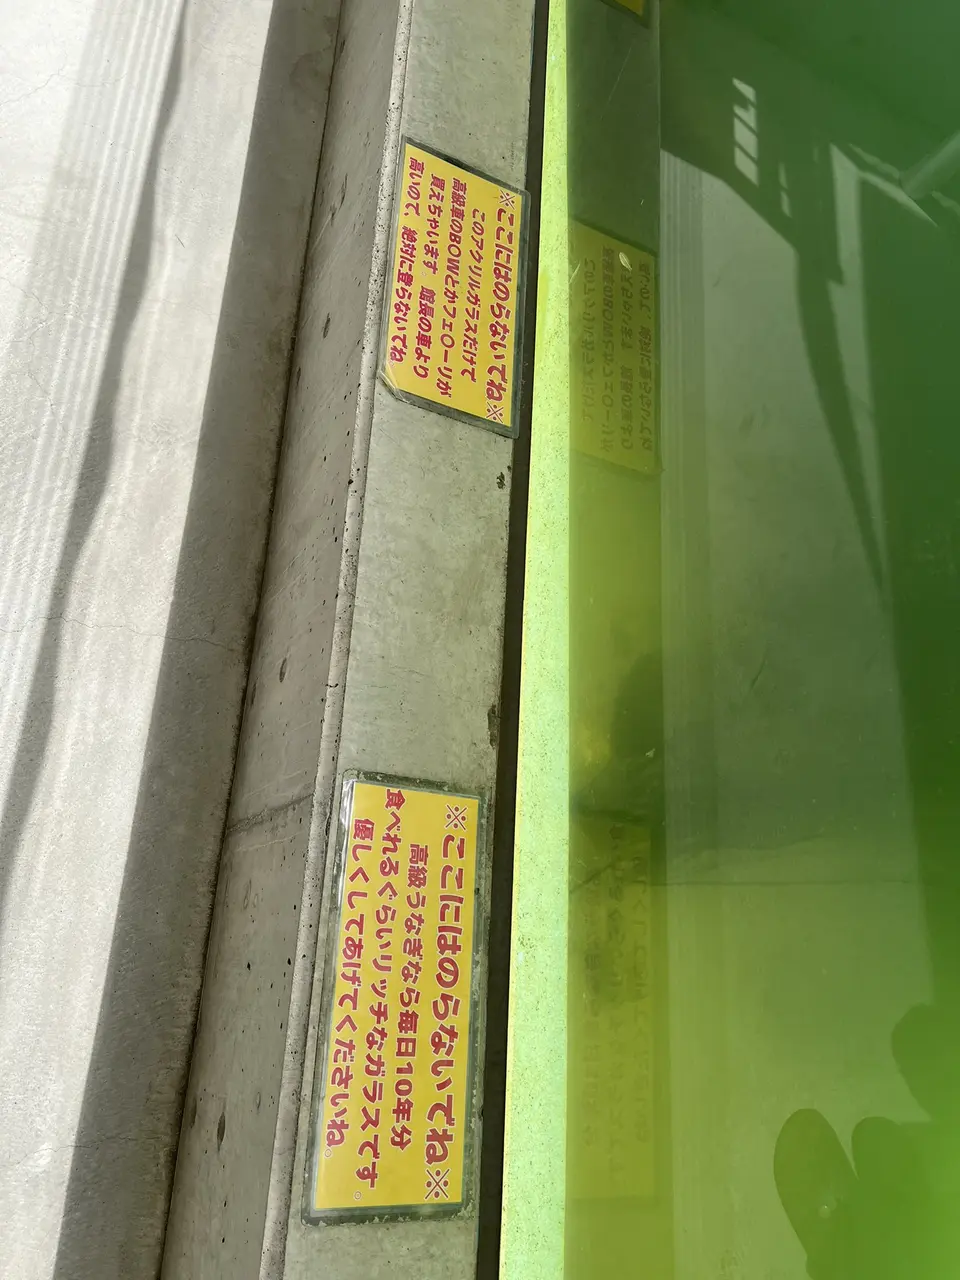 ※ここにはのらないでね※
このアクリルガラスだけで
高級車のBOWとかフェ〇ーリが
買えちゃいます。館長の車より
高いので、絶対に登らないでね
※ここにはのらないでね※
高級うなぎなら毎日10年分
食べれるぐらいリッチなガラスです。
優しくしてあげてくださいね。